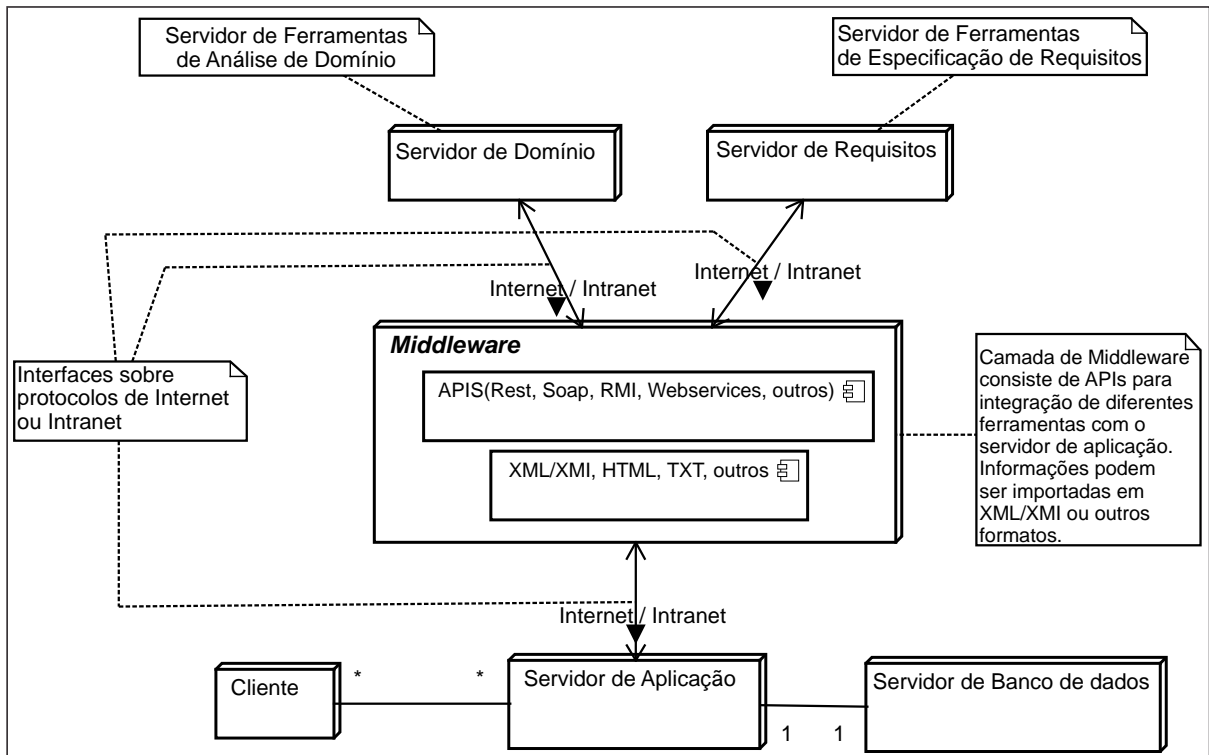 Servidor de Ferramentas
de Análise de Domínio
Servidor de Ferramentas
de Especificação de Requisitos
Servidor de Domínio
Servidor de Requisitos
Internet / Intranet
Internet / Intranet
Middleware
APIS(Rest, Soap, RMI, Webservices, outros)
XML/XMI, HTML, TXT, outros
Interfaces sobre
protocolos de Internet
ou Intranet
Camada de Middleware
consiste de APIs para
integração de diferentes
ferramentas com o
servidor de aplicação.
Informações podem
ser importadas em
XML/XMI ou outros
formatos.
Internet / Intranet
Cliente
*
*
Servidor de Aplicação
1
1
Servidor de Banco de dados